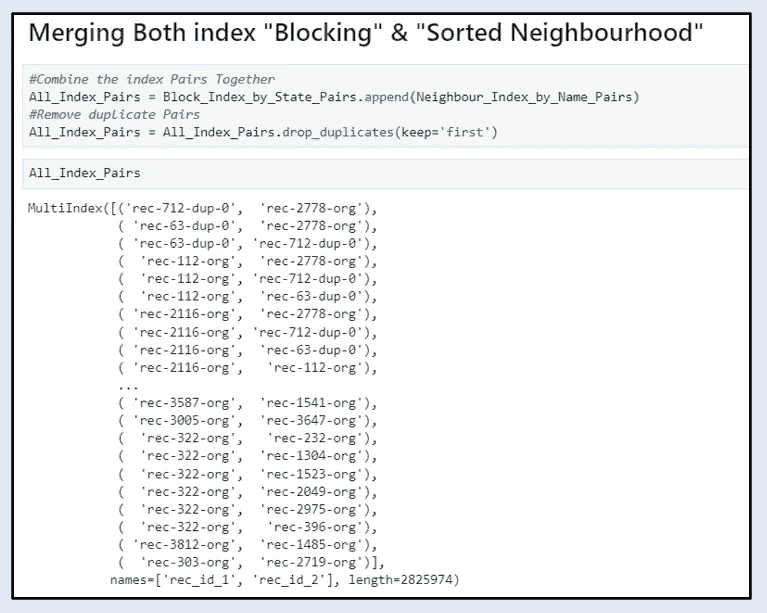 Merging Both index "Blocking" & "Sorted Neighbourhood"
#Combine the index Pairs Together
All_Index_Pairs = Block_Index_by_State_Pairs.append(Neighbour_Index_by_Name_Pairs)
#Remove duplicate Pairs
All_Index_Pairs = All_Index_Pairs.drop_duplicates(keep='first')
All_Index_Pairs
MultiIndex([('rec-712-dup-0',  'rec-2778-org'),
            ( 'rec-63-dup-0',  'rec-2778-org'),
            ( 'rec-63-dup-0', 'rec-712-dup-0'),
            (  'rec-112-org',  'rec-2778-org'),
            (  'rec-112-org', 'rec-712-dup-0'),
            (  'rec-112-org',  'rec-63-dup-0'),
            ( 'rec-2116-org',  'rec-2778-org'),
            ( 'rec-2116-org', 'rec-712-dup-0'),
            ( 'rec-2116-org',  'rec-63-dup-0'),
            ( 'rec-2116-org',   'rec-112-org'),
            ...
            ( 'rec-3587-org',  'rec-1541-org'),
            ( 'rec-3005-org',  'rec-3647-org'),
            (  'rec-322-org',   'rec-232-org'),
            (  'rec-322-org',  'rec-1304-org'),
            (  'rec-322-org',  'rec-1523-org'),
            (  'rec-322-org',  'rec-2049-org'),
            (  'rec-322-org',  'rec-2975-org'),
            (  'rec-322-org',   'rec-396-org'),
            ( 'rec-3812-org',  'rec-1485-org'),
            (  'rec-303-org',  'rec-2719-org')],
           names=['rec_id_1', 'rec_id_2'], length=2825974)